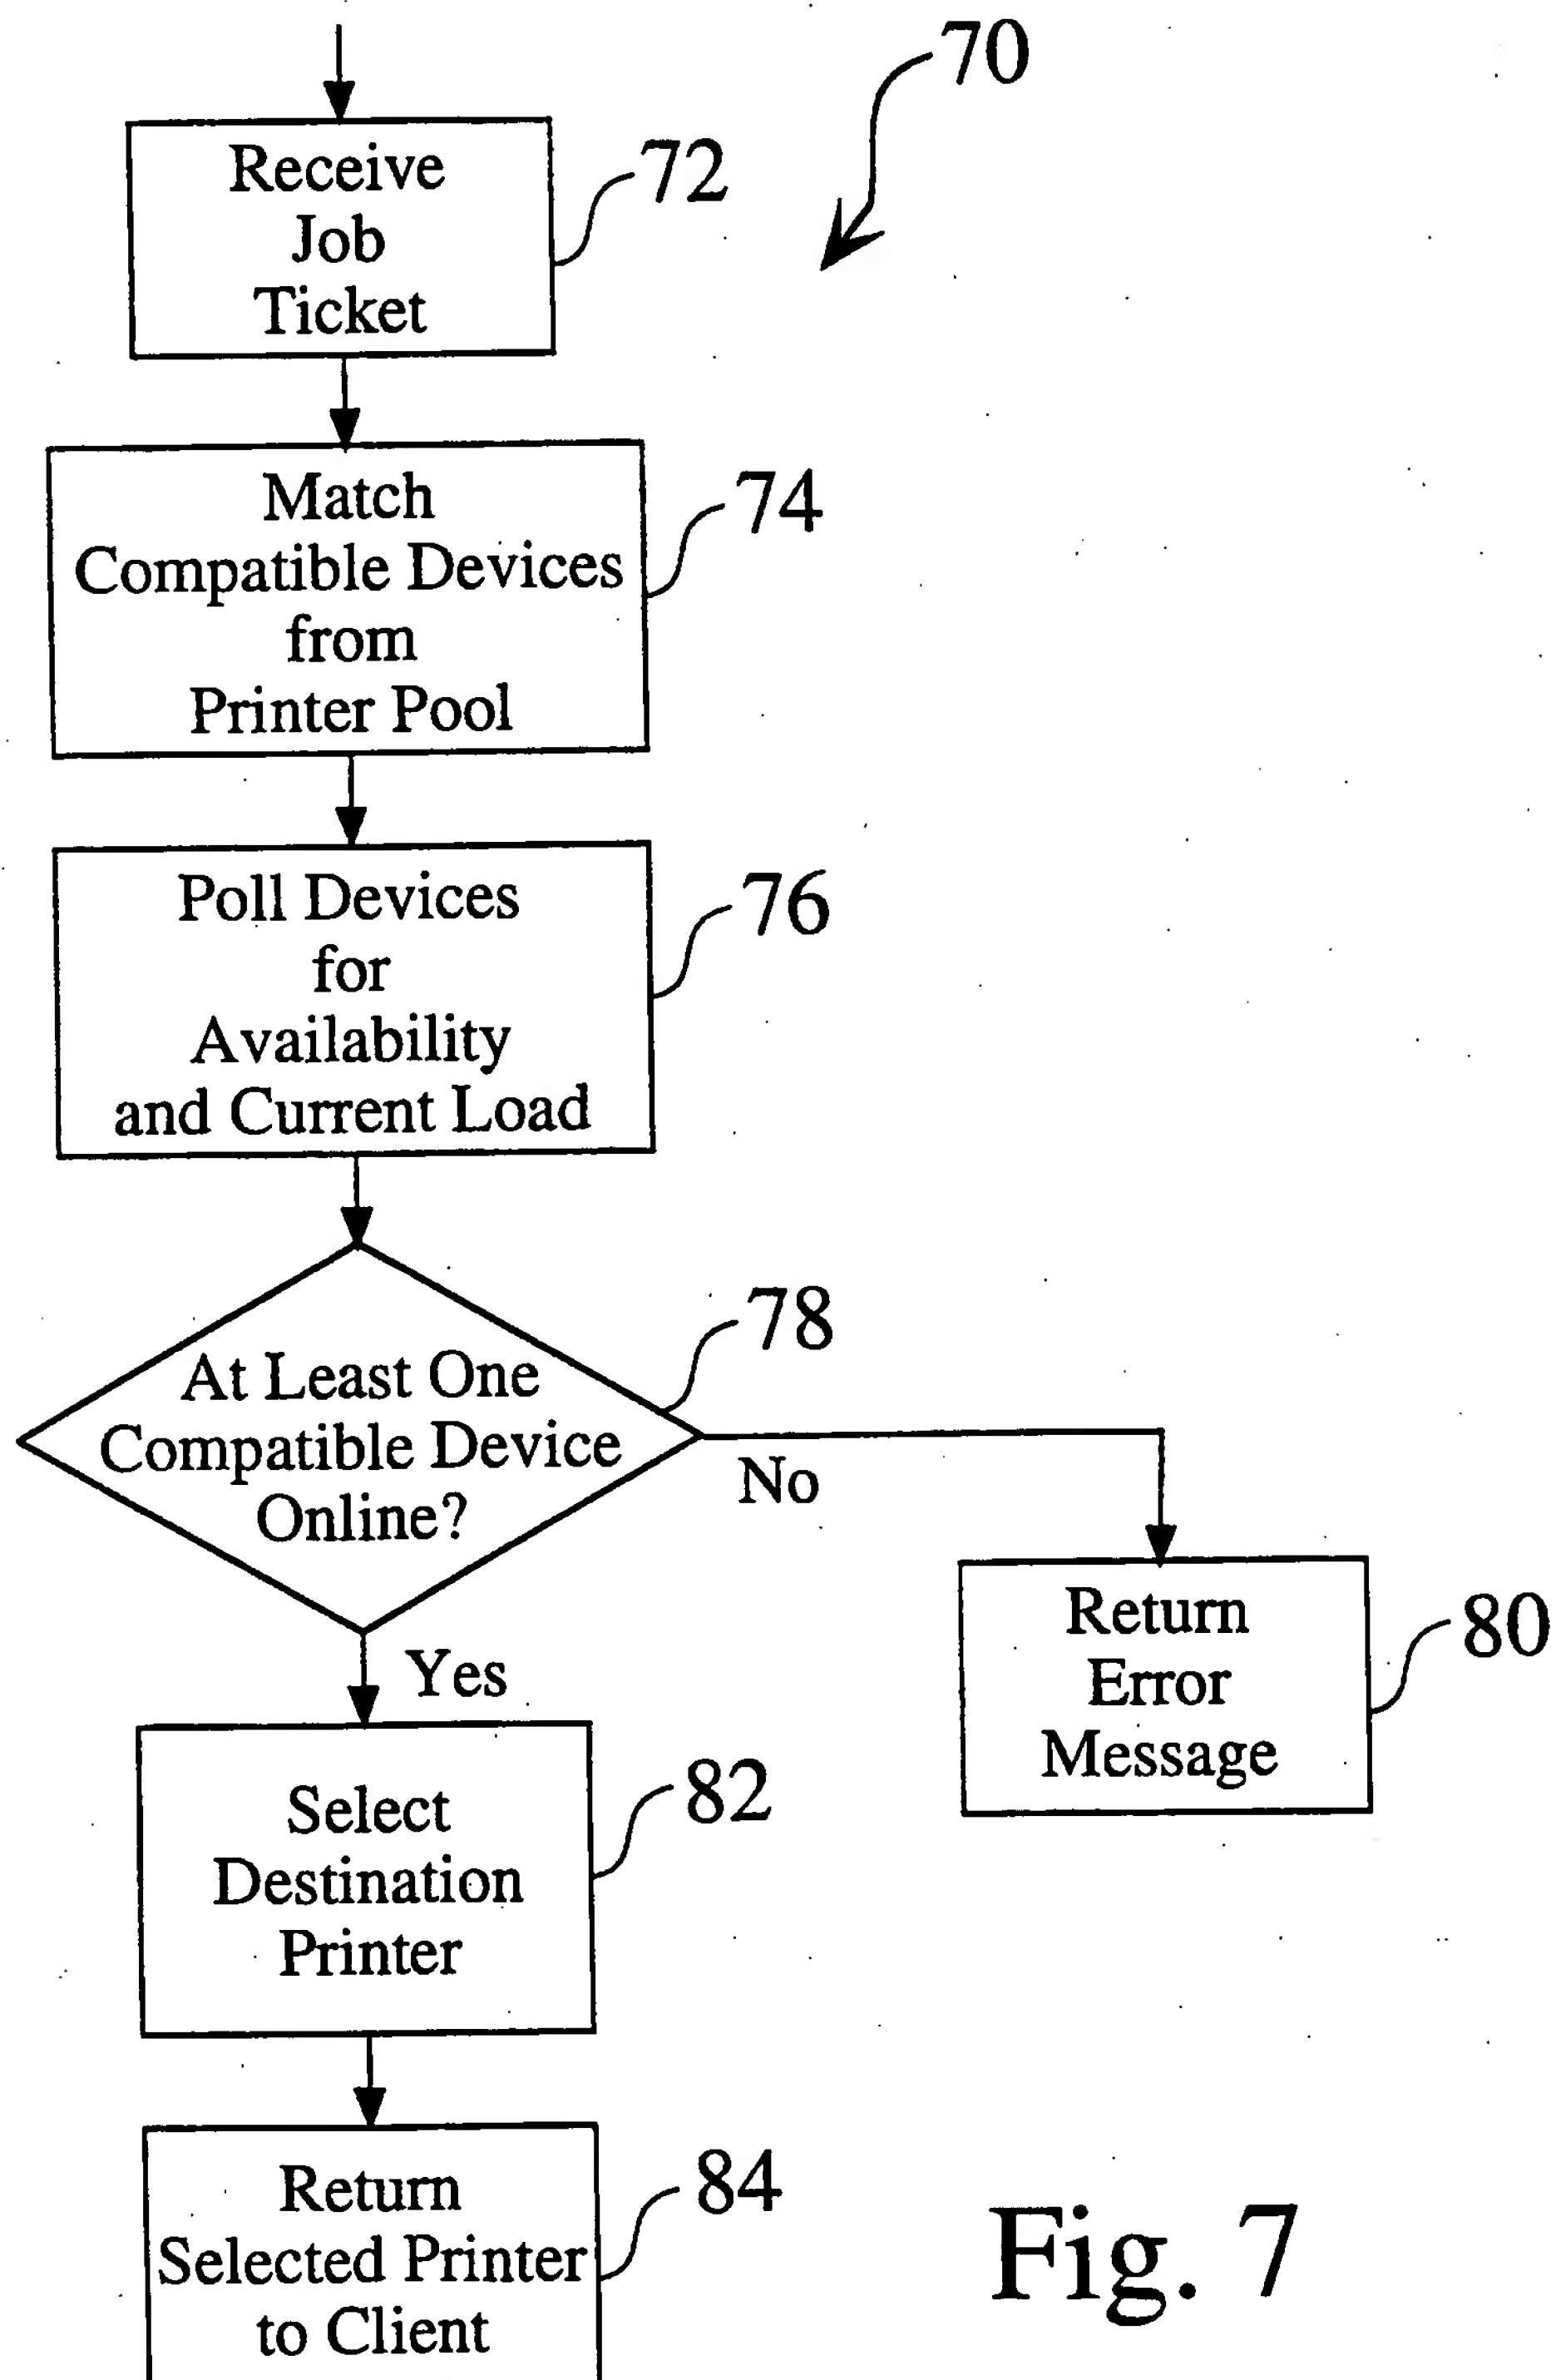 70
Receive
Job
Ticket
72
Match
Compatible Devices
from
Printer Pool
74
Poll Devices
for
Availability
and Current Load
76
At Least One
Compatible Device
Online?
78
No
Yes
Return
Error
Message
80
Select
Destination
Printer
82
Return
Selected Printer
to Client
84
Fig. 7